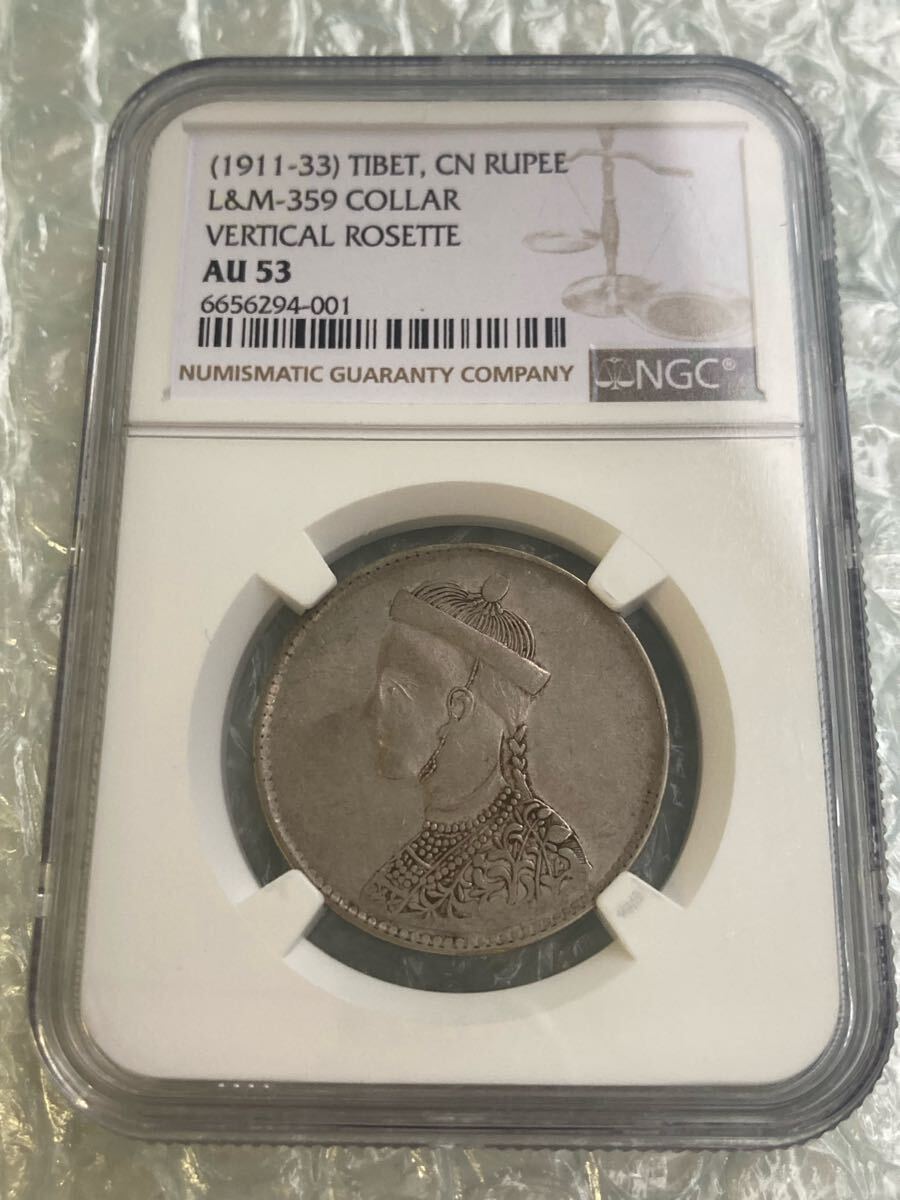 (1911-33) TIBET, CN RUPEE
L&M-359 COLLAR
VERTICAL ROSETTE
AU 53
6656294-001
NUMISMATIC GUARANTY COMPANY
NGC®